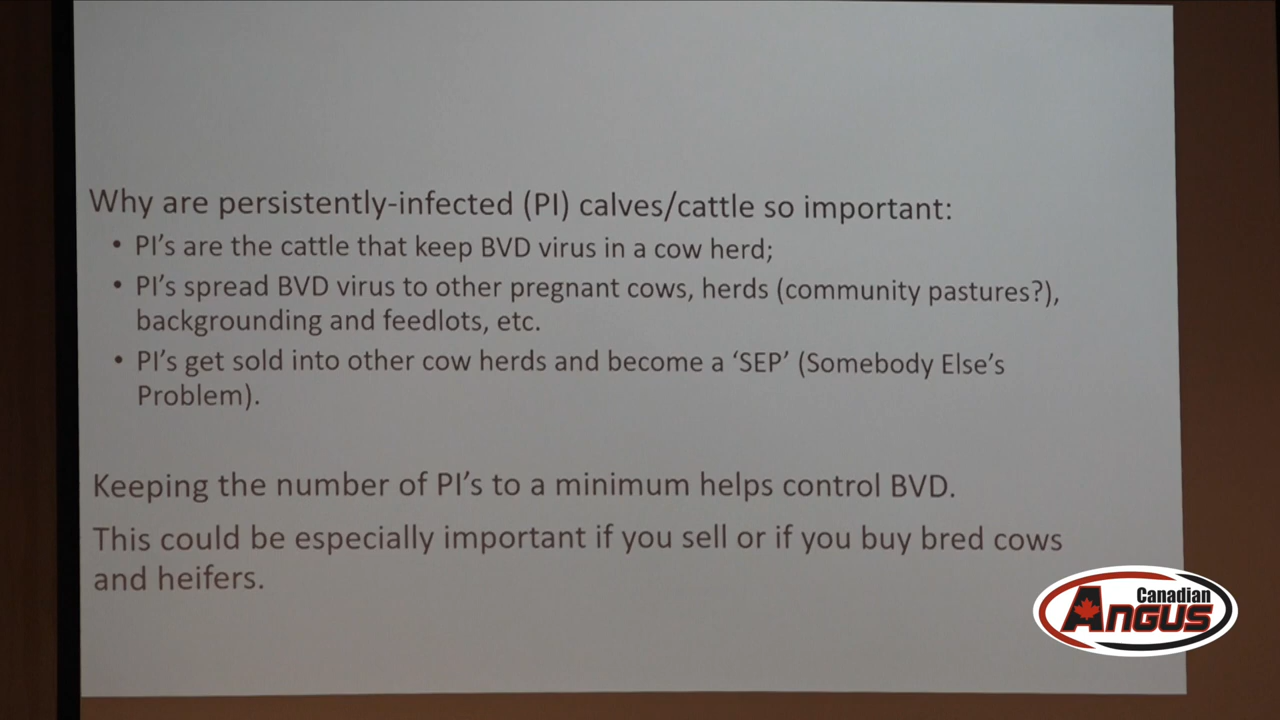 Why are persistently-infected (PI) calves/cattle so important:
• PI's are the cattle that keep BVD virus in a cow herd;
• PI's spread BVD virus to other pregnant cows, herds (community pastures?),
backgrounding and feedlots, etc.
• PI's get sold into other cow herds and become a 'SEP' (Somebody Else's
Problem).
Keeping the number of PI's to a minimum helps control BVD.
This could be especially important if you sell or if you buy bred cows
and heifers.
Canadian
ANGUS